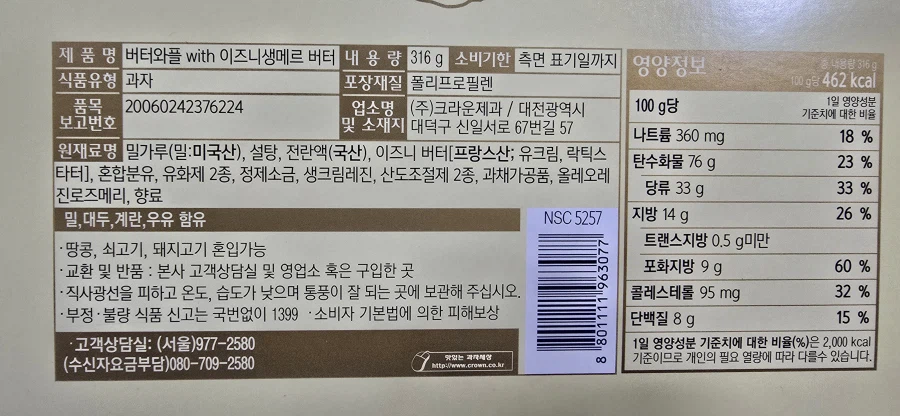 제 품 명 버터와플 with 이즈니생메르 버터 내 용 량 316 g 소비기한 측면 표기일까지
식품유형 과자 포장재질 폴리프로필렌
품목 보고번호 20060242376224 업소명 및 소재지 (주)크라운제과 / 대전광역시
대덕구 신일서로 67번길 57
원재료명 밀가루(밀:미국산), 설탕, 전란액(국산), 이즈니 버터[프랑스산; 유크림, 락틱스
타터], 혼합분유, 유화제 2종, 정제소금, 생크림레진, 산도조절제 2종, 과채가공품, 올레오레
진로즈메리, 향료
밀,대두,계란,우유 함유
·땅콩, 쇠고기, 돼지고기 혼입가능
·교환 및 반품 : 본사 고객상담실 및 영업소 혹은 구입한 곳
·직사광선을 피하고 온도, 습도가 낮으며 통풍이 잘 되는 곳에 보관해 주십시오.
·부정·불량 식품 신고는 국번없이 1399 ·소비자 기본법에 의한 피해보상
·고객상담실: (서울)977-2580
(수신자요금부담)080-709-2580
맛있는 과자세상
http://www.crown.co.kr
NSC 5257
8 801111 963077
영양정보
총 내용량 316 g
100 g당 462 kcal
100 g당 1일 영양성분
기준치에 대한 비율
나트륨 360 mg 18 %
탄수화물 76 g 23 %
당류 33 g 33 %
지방 14 g 26 %
트랜스지방 0.5 g미만
포화지방 9 g 60 %
콜레스테롤 95 mg 32 %
단백질 8 g 15 %
1일 영양성분 기준치에 대한 비율(%)은 2,000 kcal
기준이므로 개인의 필요 열량에 따라 다를수 있습니다.